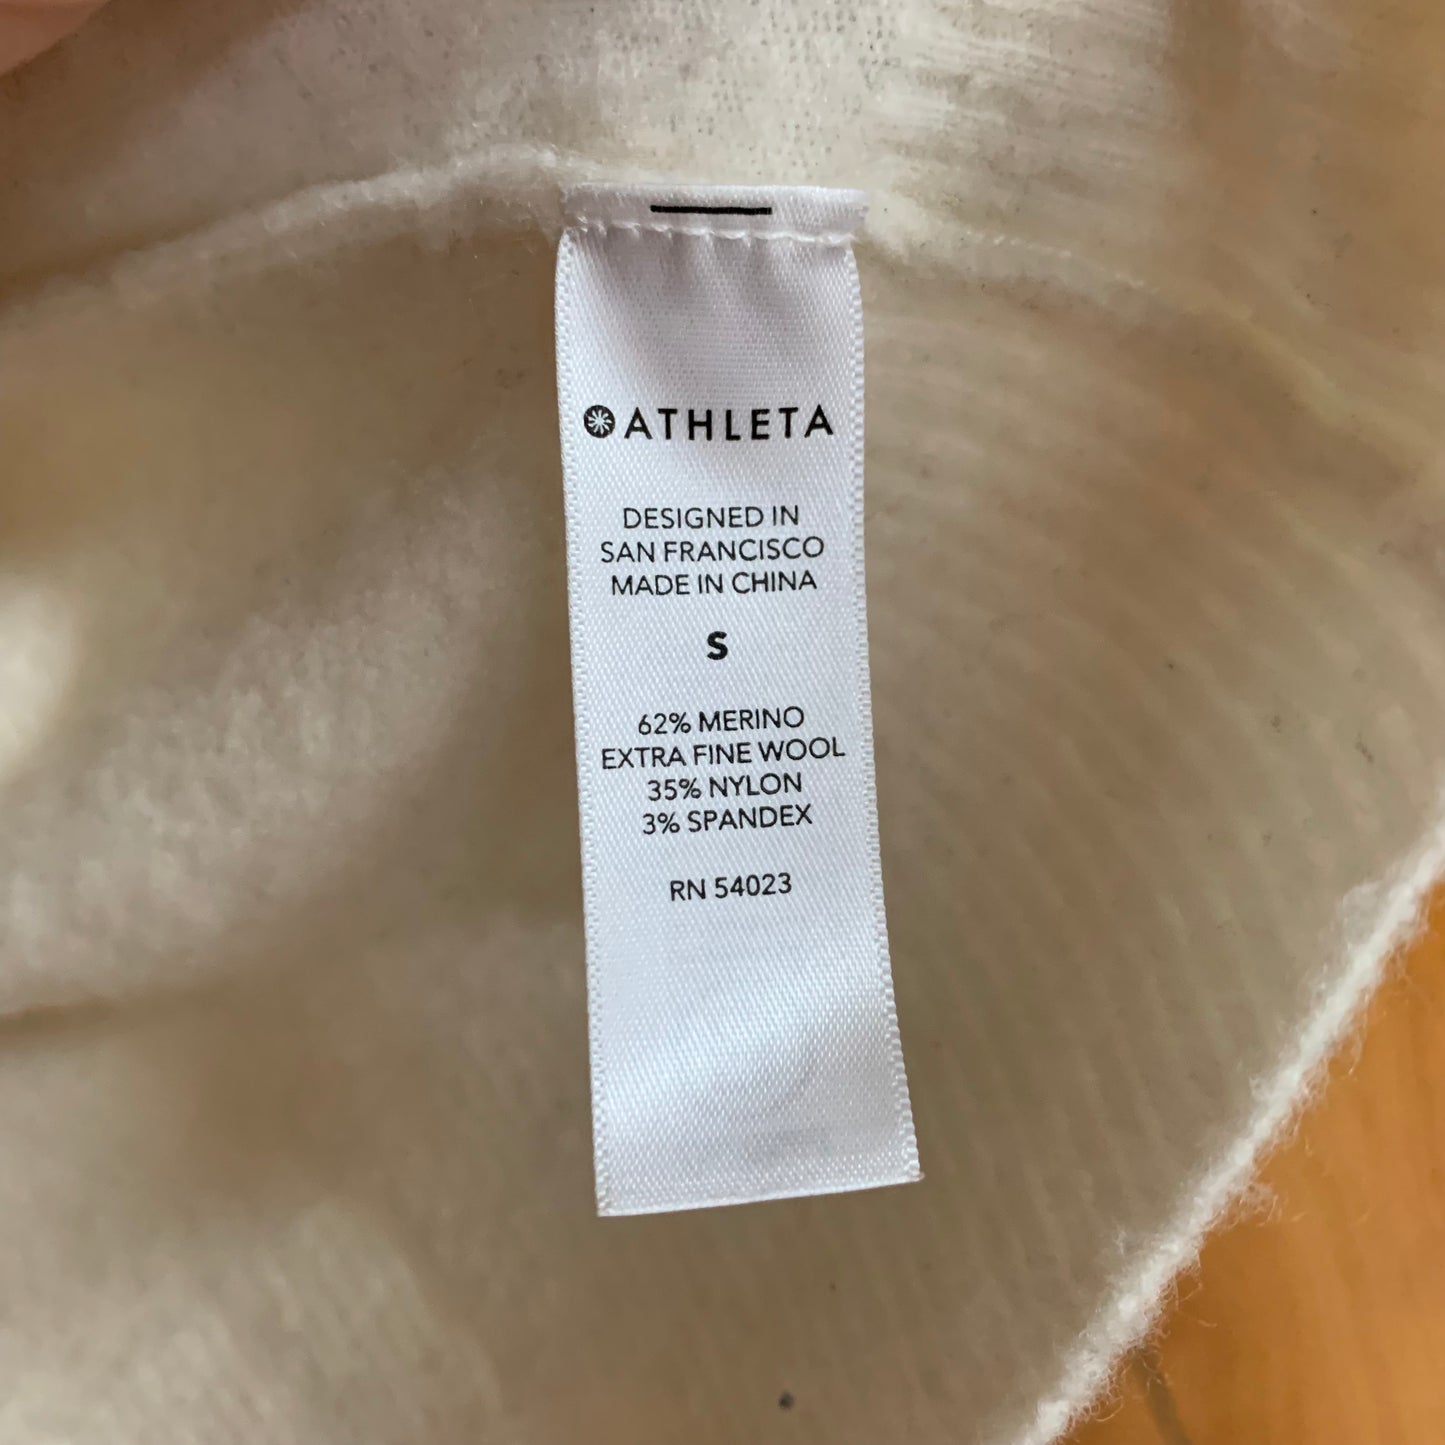 ATHLETA
DESIGNED IN
SAN FRANCISCO
MADE IN CHINA
S
62% MERINO
EXTRA FINE WOOL
35% NYLON
3% SPANDEX
RN 54023